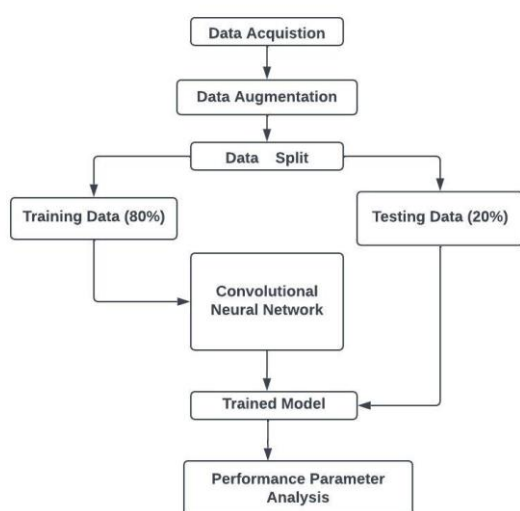 Data Acquistion
Data Augmentation
Data Split
Training Data (80%)
Testing Data (20%)
Convolutional
Neural Network
Trained Model
Performance Parameter
Analysis